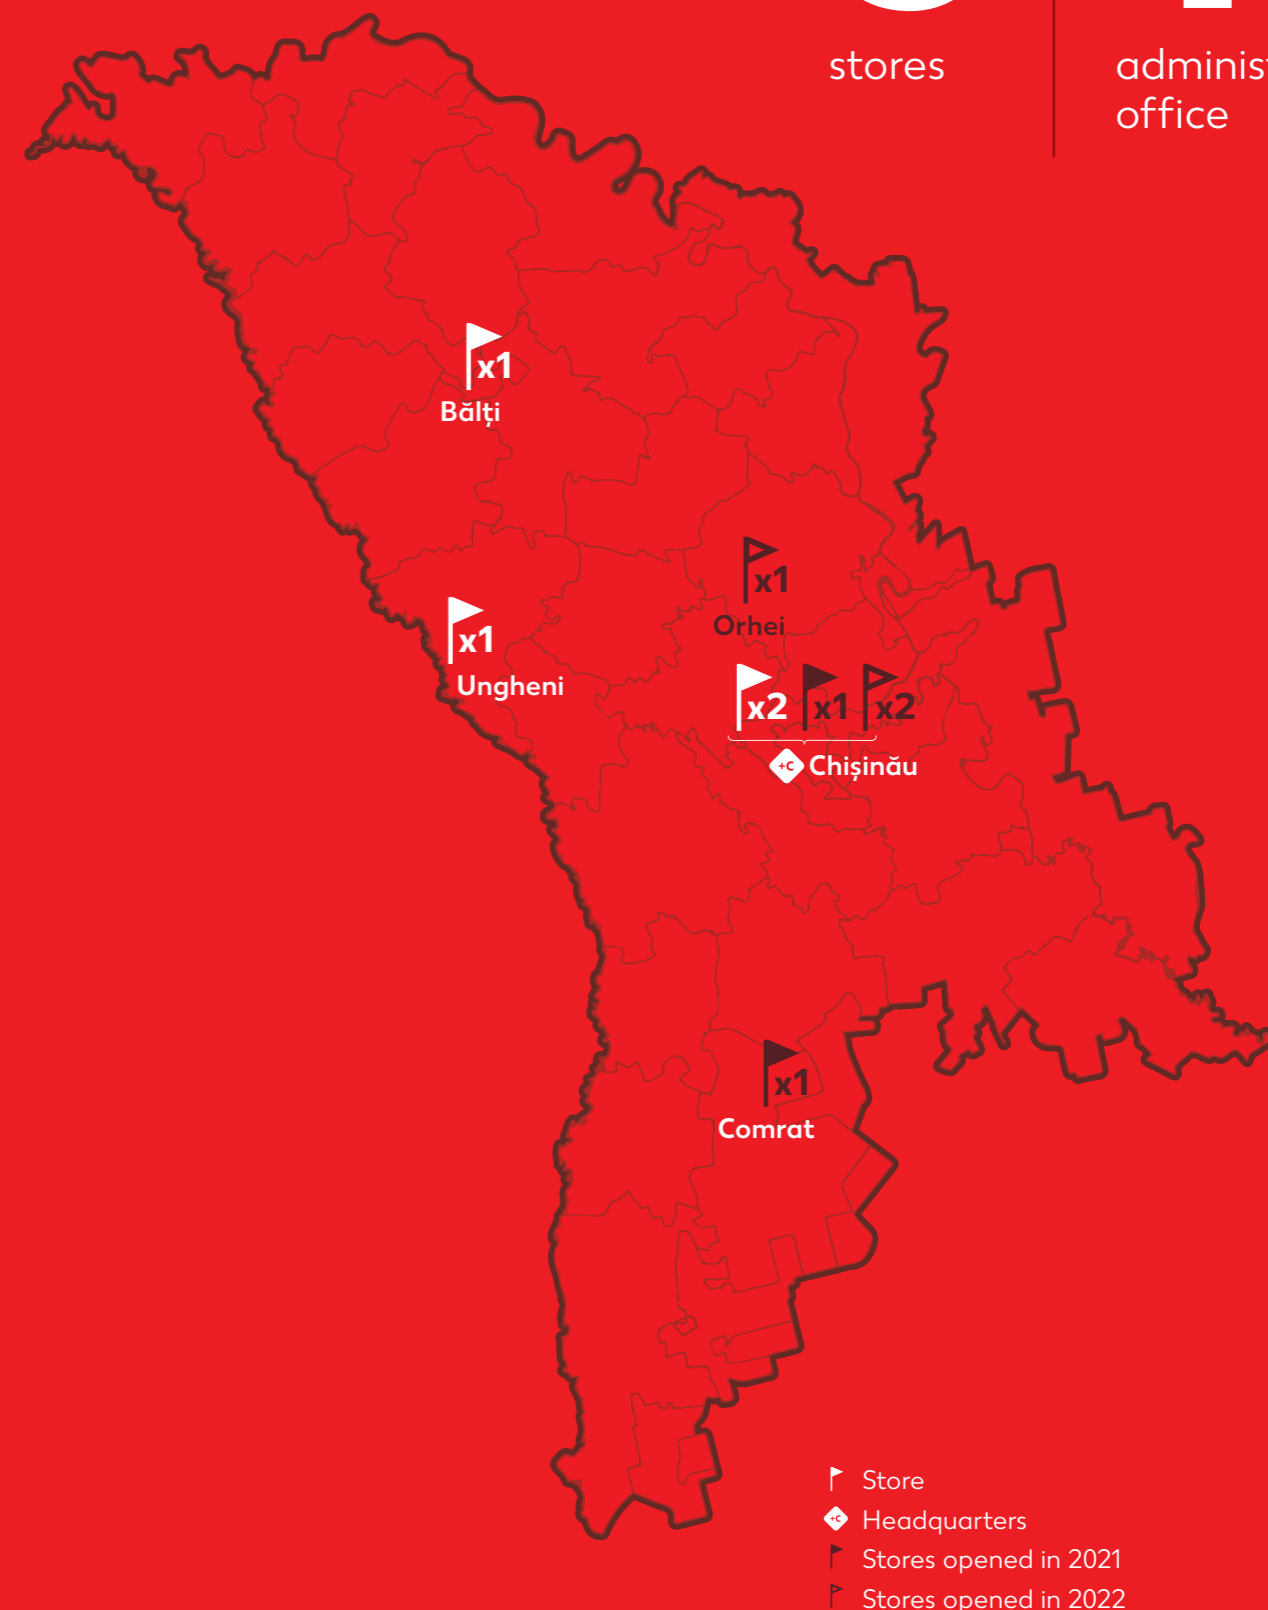 stores
office
x1
Bălți
x1
Orhei
x1
Ungheni
x2 x1 x2
+C Chișinău
x1
Comrat
Store
+C Headquarters
Stores opened in 2021
Stores opened in 2022